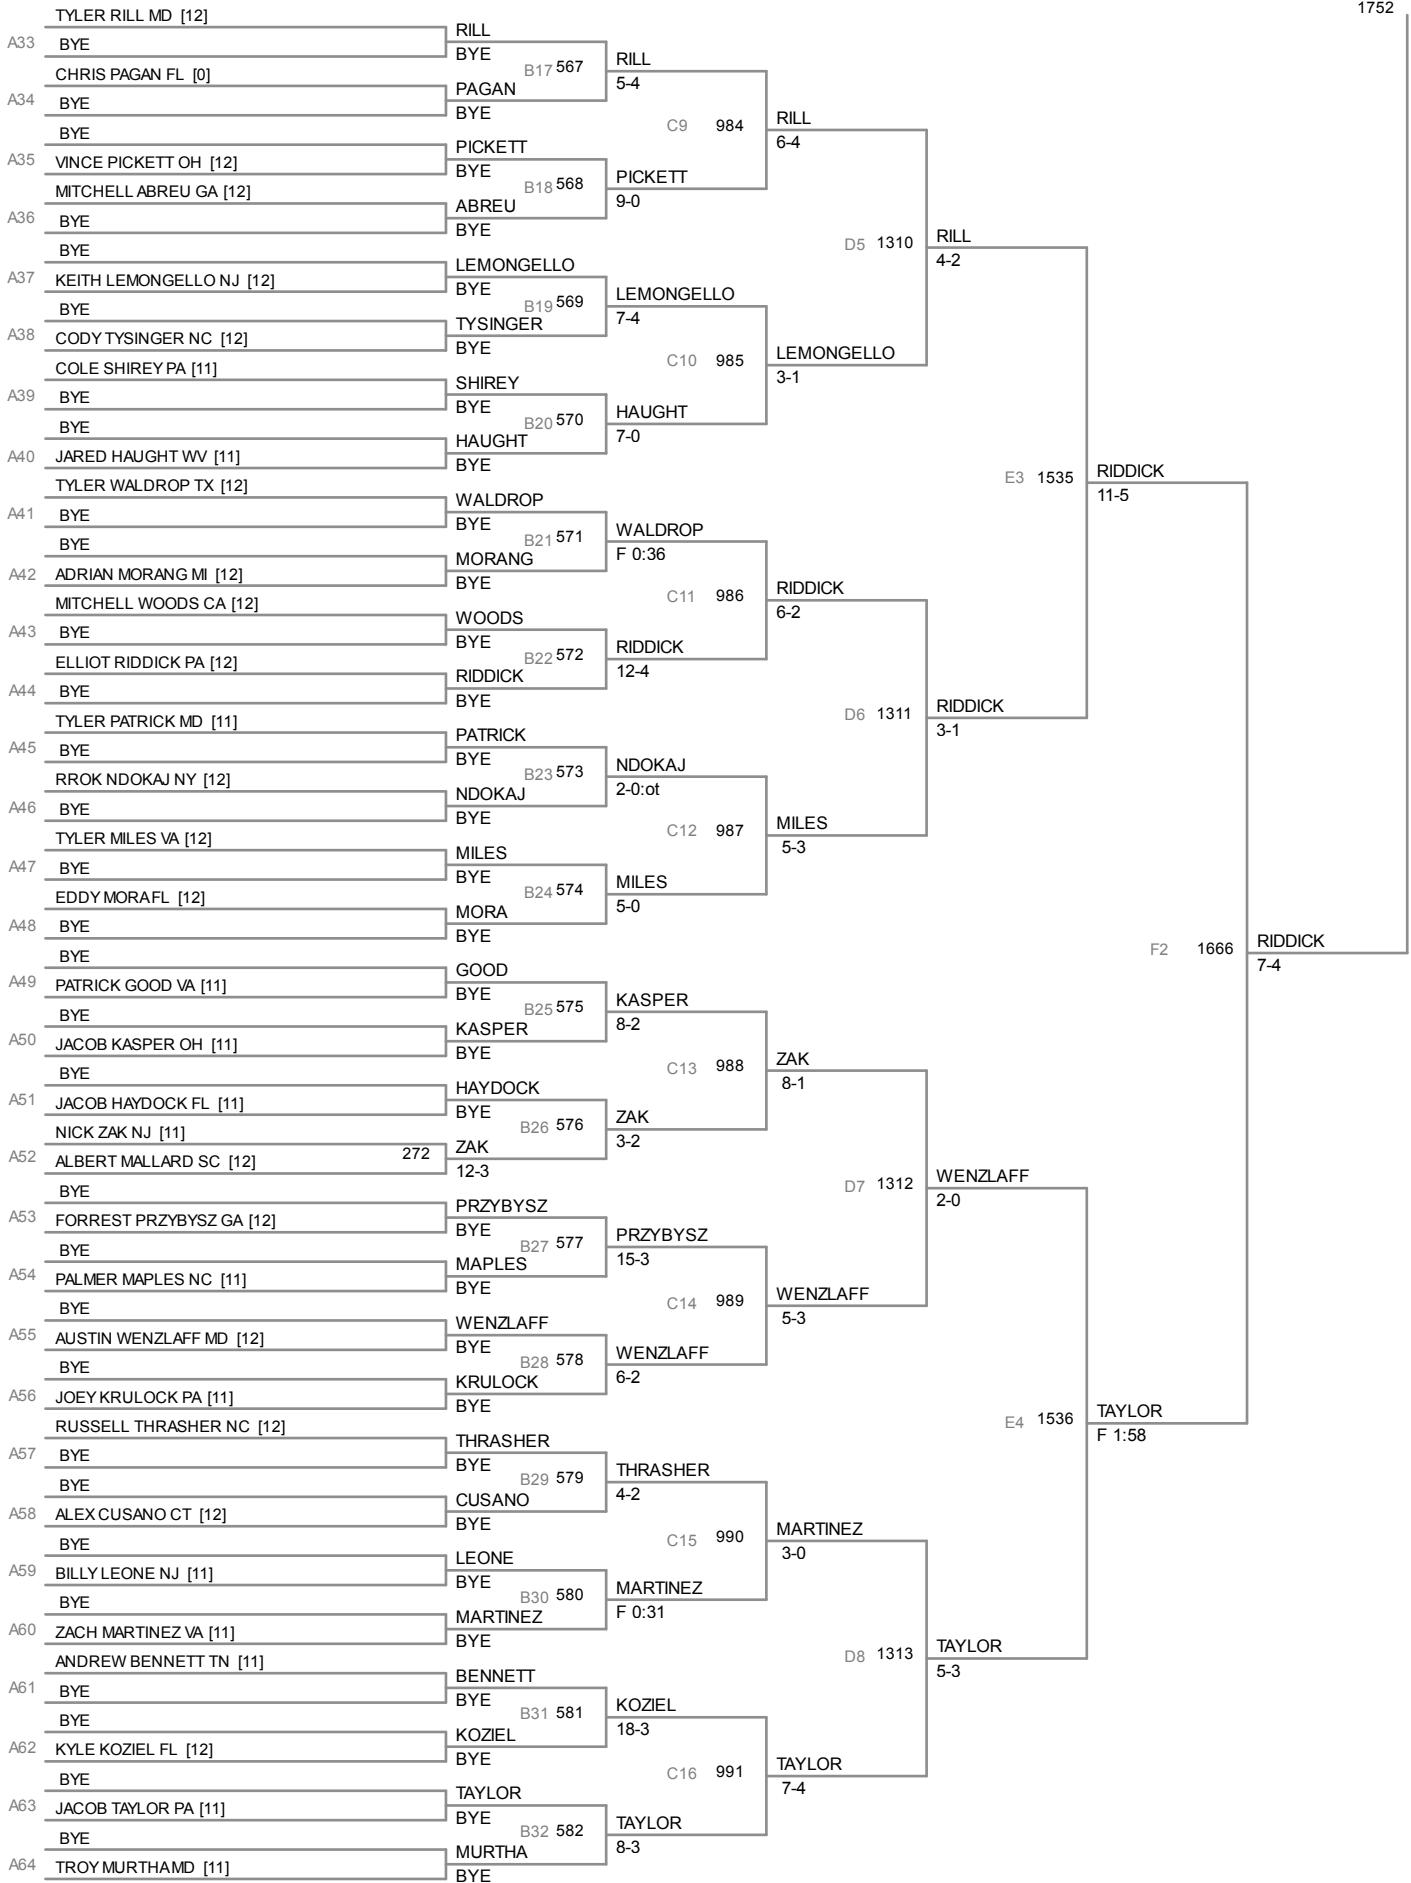 1752
TYLER RILL MD [12]
A33 BYE
RILL
BYE
CHRIS PAGAN FL [0]
A34 BYE
PAGAN
BYE
B17 567
RILL
5-4
BYE
A35 VINCE PICKETT OH [12]
PICKETT
BYE
MITCHELL ABREU GA [12]
A36 BYE
ABREU
BYE
B18 568
PICKETT
9-0
C9 984
RILL
6-4
BYE
A37 KEITH LEMONGELLO NJ [12]
LEMONGELLO
BYE
BYE
A38 CODY TYSINGER NC [12]
TYSINGER
BYE
B19 569
LEMONGELLO
7-4
COLE SHIREY PA [11]
A39 BYE
SHIREY
BYE
BYE
A40 JARED HAUGHT WV [11]
HAUGHT
BYE
B20 570
HAUGHT
7-0
C10 985
LEMONGELLO
3-1
D5 1310
RILL
4-2
TYLER WALDROP TX [12]
A41 BYE
WALDROP
BYE
BYE
A42 ADRIAN MORANG MI [12]
MORANG
BYE
B21 571
WALDROP
F 0:36
MITCHELL WOODS CA [12]
A43 BYE
WOODS
BYE
ELLIOT RIDDICK PA [12]
A44 BYE
RIDDICK
BYE
B22 572
RIDDICK
12-4
C11 986
RIDDICK
6-2
TYLER PATRICK MD [11]
A45 BYE
PATRICK
BYE
RROK NDOKAJ NY [12]
A46 BYE
NDOKAJ
BYE
B23 573
NDOKAJ
2-0:ot
TYLER MILES VA [12]
A47 BYE
MILES
BYE
EDDY MORA FL [12]
A48 BYE
MORA
BYE
B24 574
MILES
5-0
C12 987
MILES
5-3
D6 1311
RIDDICK
3-1
E3 1535
RIDDICK
11-5
BYE
A49 PATRICK GOOD VA [11]
GOOD
BYE
BYE
A50 JACOB KASPER OH [11]
KASPER
BYE
B25 575
KASPER
8-2
BYE
A51 JACOB HAYDOCK FL [11]
HAYDOCK
BYE
NICK ZAK NJ [11]
A52 ALBERT MALLARD SC [12]
272
ZAK
12-3
B26 576
ZAK
3-2
C13 988
ZAK
8-1
BYE
A53 FORREST PRZYBYSZ GA [12]
PRZYBYSZ
BYE
BYE
A54 PALMER MAPLES NC [11]
MAPLES
BYE
B27 577
PRZYBYSZ
15-3
BYE
A55 AUSTIN WENZLAFF MD [12]
WENZLAFF
BYE
BYE
A56 JOEY KRULOCK PA [11]
KRULOCK
BYE
B28 578
WENZLAFF
6-2
C14 989
WENZLAFF
5-3
D7 1312
WENZLAFF
2-0
RUSSELL THRASHER NC [12]
A57 BYE
THRASHER
BYE
BYE
A58 ALEX CUSANO CT [12]
CUSANO
BYE
B29 579
THRASHER
4-2
BYE
A59 BILLY LEONE NJ [11]
LEONE
BYE
BYE
A60 ZACH MARTINEZ VA [11]
MARTINEZ
BYE
B30 580
MARTINEZ
F 0:31
C15 990
MARTINEZ
3-0
ANDREW BENNETT TN [11]
A61 BYE
BENNETT
BYE
BYE
A62 KYLE KOZIEL FL [12]
KOZIEL
BYE
B31 581
KOZIEL
18-3
BYE
A63 JACOB TAYLOR PA [11]
TAYLOR
BYE
BYE
A64 TROY MURTHA MD [11]
MURTHA
BYE
B32 582
TAYLOR
8-3
C16 991
TAYLOR
7-4
D8 1313
TAYLOR
5-3
E4 1536
TAYLOR
F 1:58
F2 1666
RIDDICK
7-4